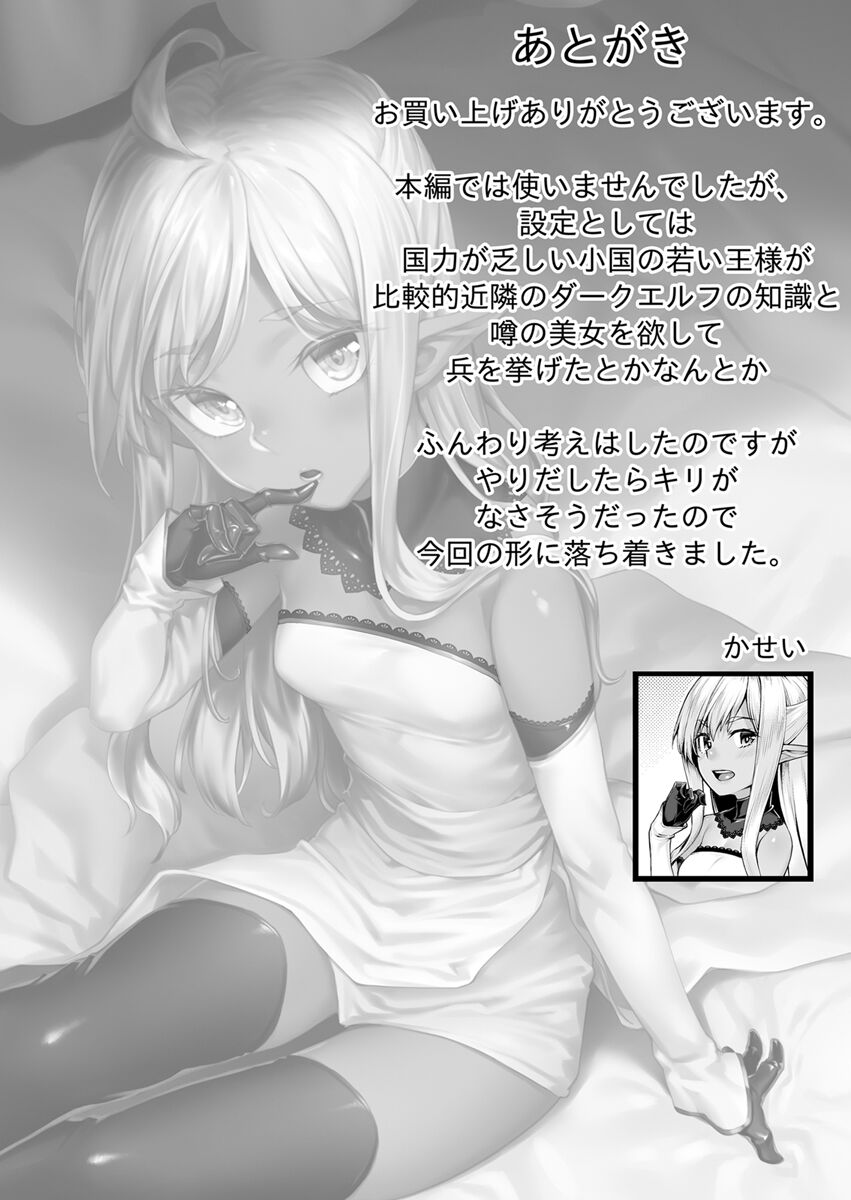 あとがき
お買い上げありがとうございます。
本編では使いませんでしたが、
設定としては
国力が乏しい小国の若い王様が
比較的近隣のダークエルフの知識と
噂の美女を欲して
兵を挙げたとかなんとか
ふんわり考えはしたのですが
やりだしたらキリが
なさそうだったので
今回の形に落ち着きました。
かせい